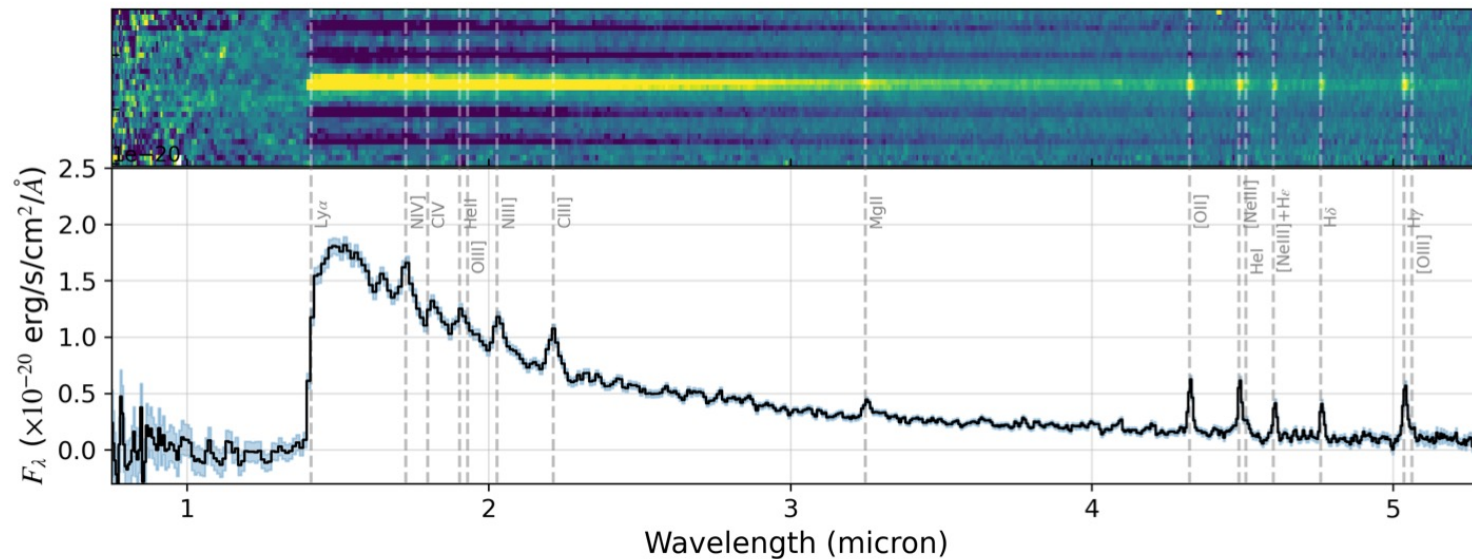 1e−20
2.5
2.0
1.5
1.0
0.5
0.0
F_λ (×10⁻²⁰ erg/s/cm²/Å)
Lyα
NIV]
CIV
HeII
OIII]
NIII]
CIII]
MgII
[OII]
[NeIII]
HeI
[NeIII]+Hε
Hδ
Hγ
[OIII]
1 2 3 4 5
Wavelength (micron)